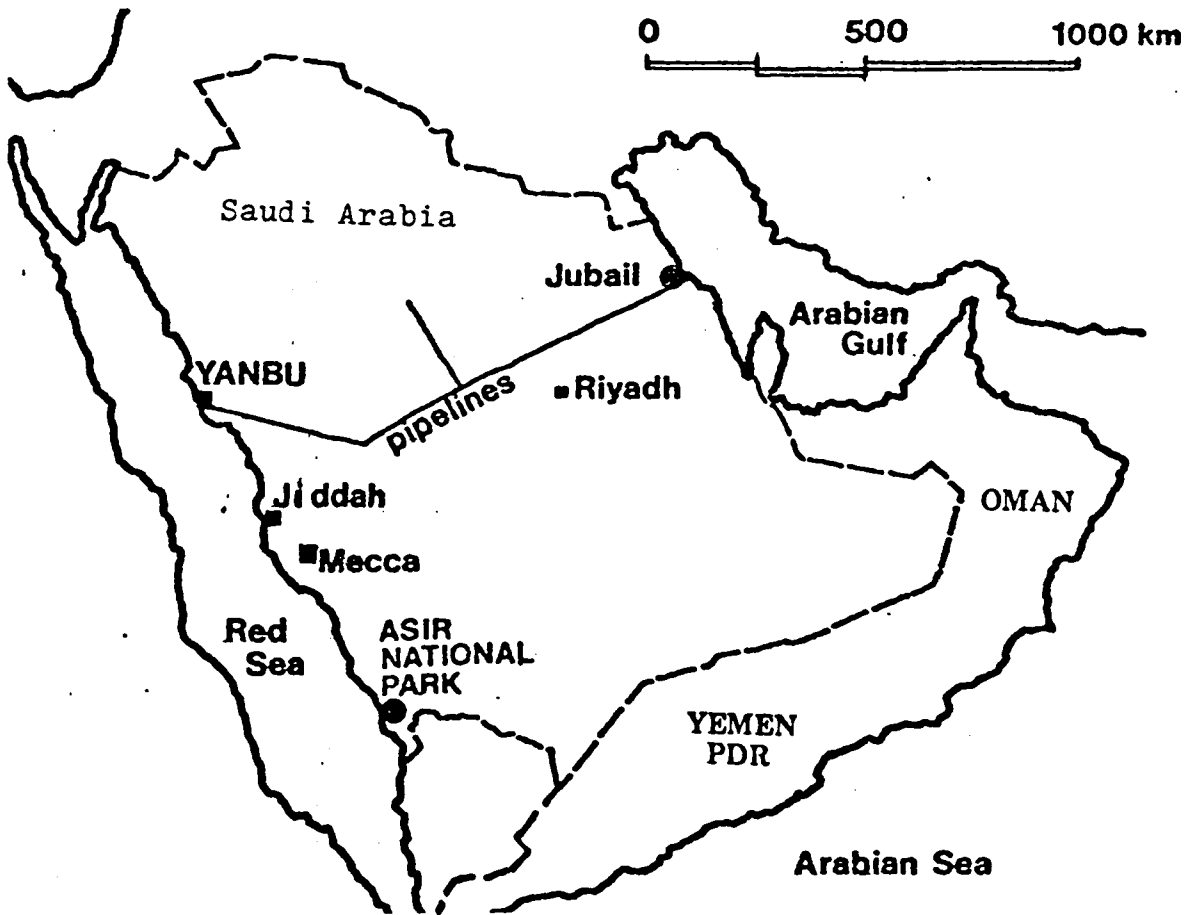 0 500 1000 km
Saudi Arabia
Jubail
Arabian
Gulf
YANBU
pipelines
Riyadh
Jiddah
OMAN
Mecca
Red
Sea
ASIR
NATIONAL
PARK
YEMEN
PDR
Arabian Sea